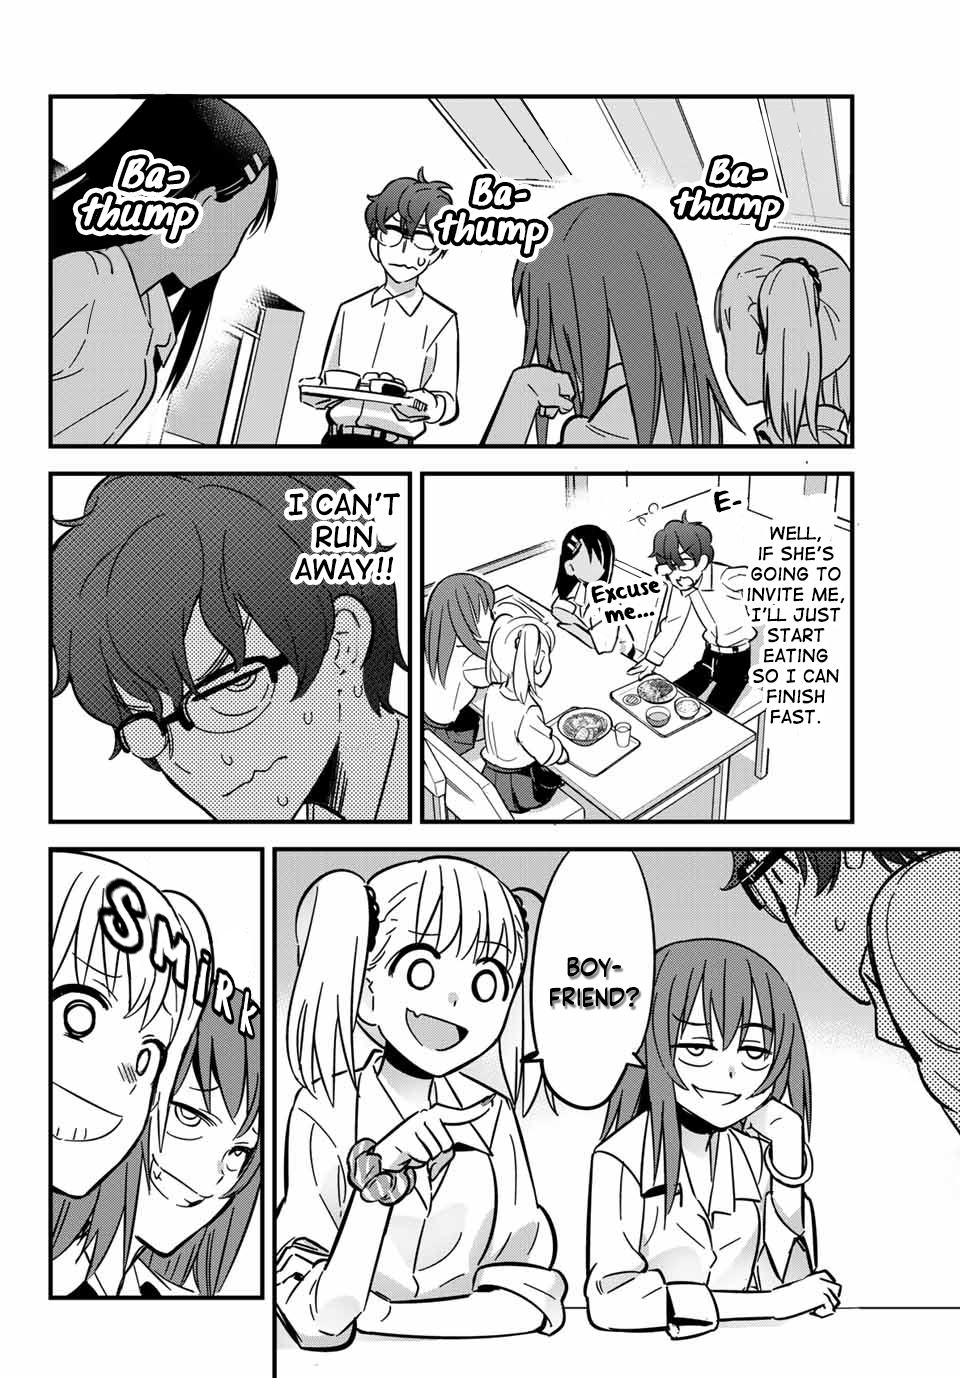 Ba-
thump
Ba-
thump
Ba-
thump
E-
Excuse
me...
WELL,
IF SHE'S
GOING TO
INVITE ME,
I'LL JUST
START
EATING
SO I CAN
FINISH
FAST.
I CAN'T
RUN
AWAY!!
BOY-
FRIEND?
SMiRK